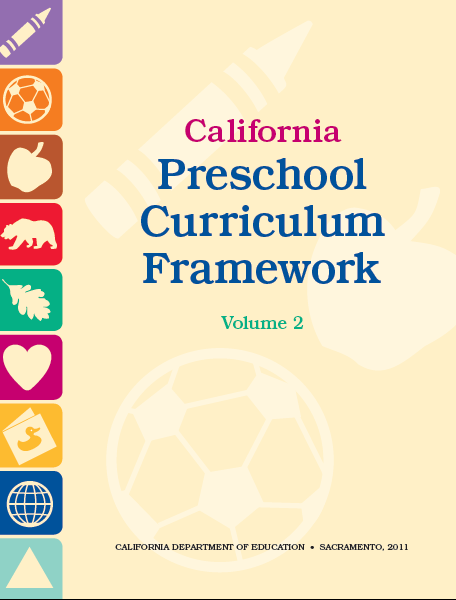 California
Preschool
Curriculum
Framework
Volume 2
CALIFORNIA DEPARTMENT OF EDUCATION • SACRAMENTO, 2011